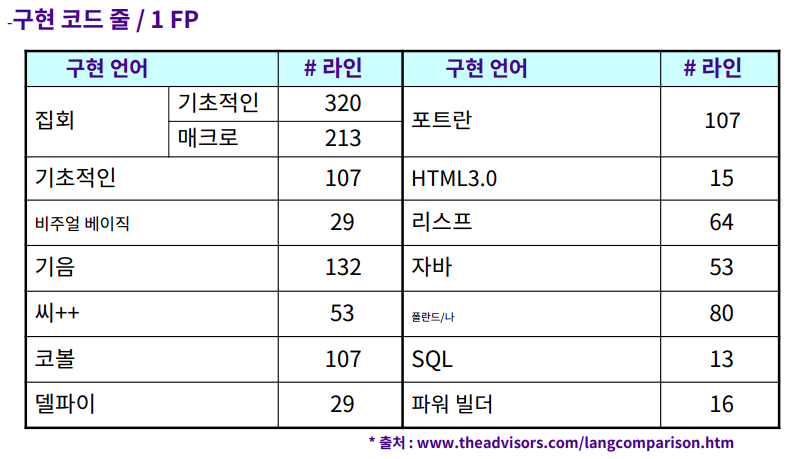 -구현 코드 줄 / 1 FP
구현 언어 # 라인 구현 언어 # 라인
집회 기초적인 320 포트란 107
매크로 213
기초적인 107 HTML3.0 15
비주얼 베이직 29 리스프 64
기음 132 자바 53
씨++ 53 폴란드/나 80
코볼 107 SQL 13
델파이 29 파워 빌더 16
* 출처 : www.theadvisors.com/langcomparison.htm